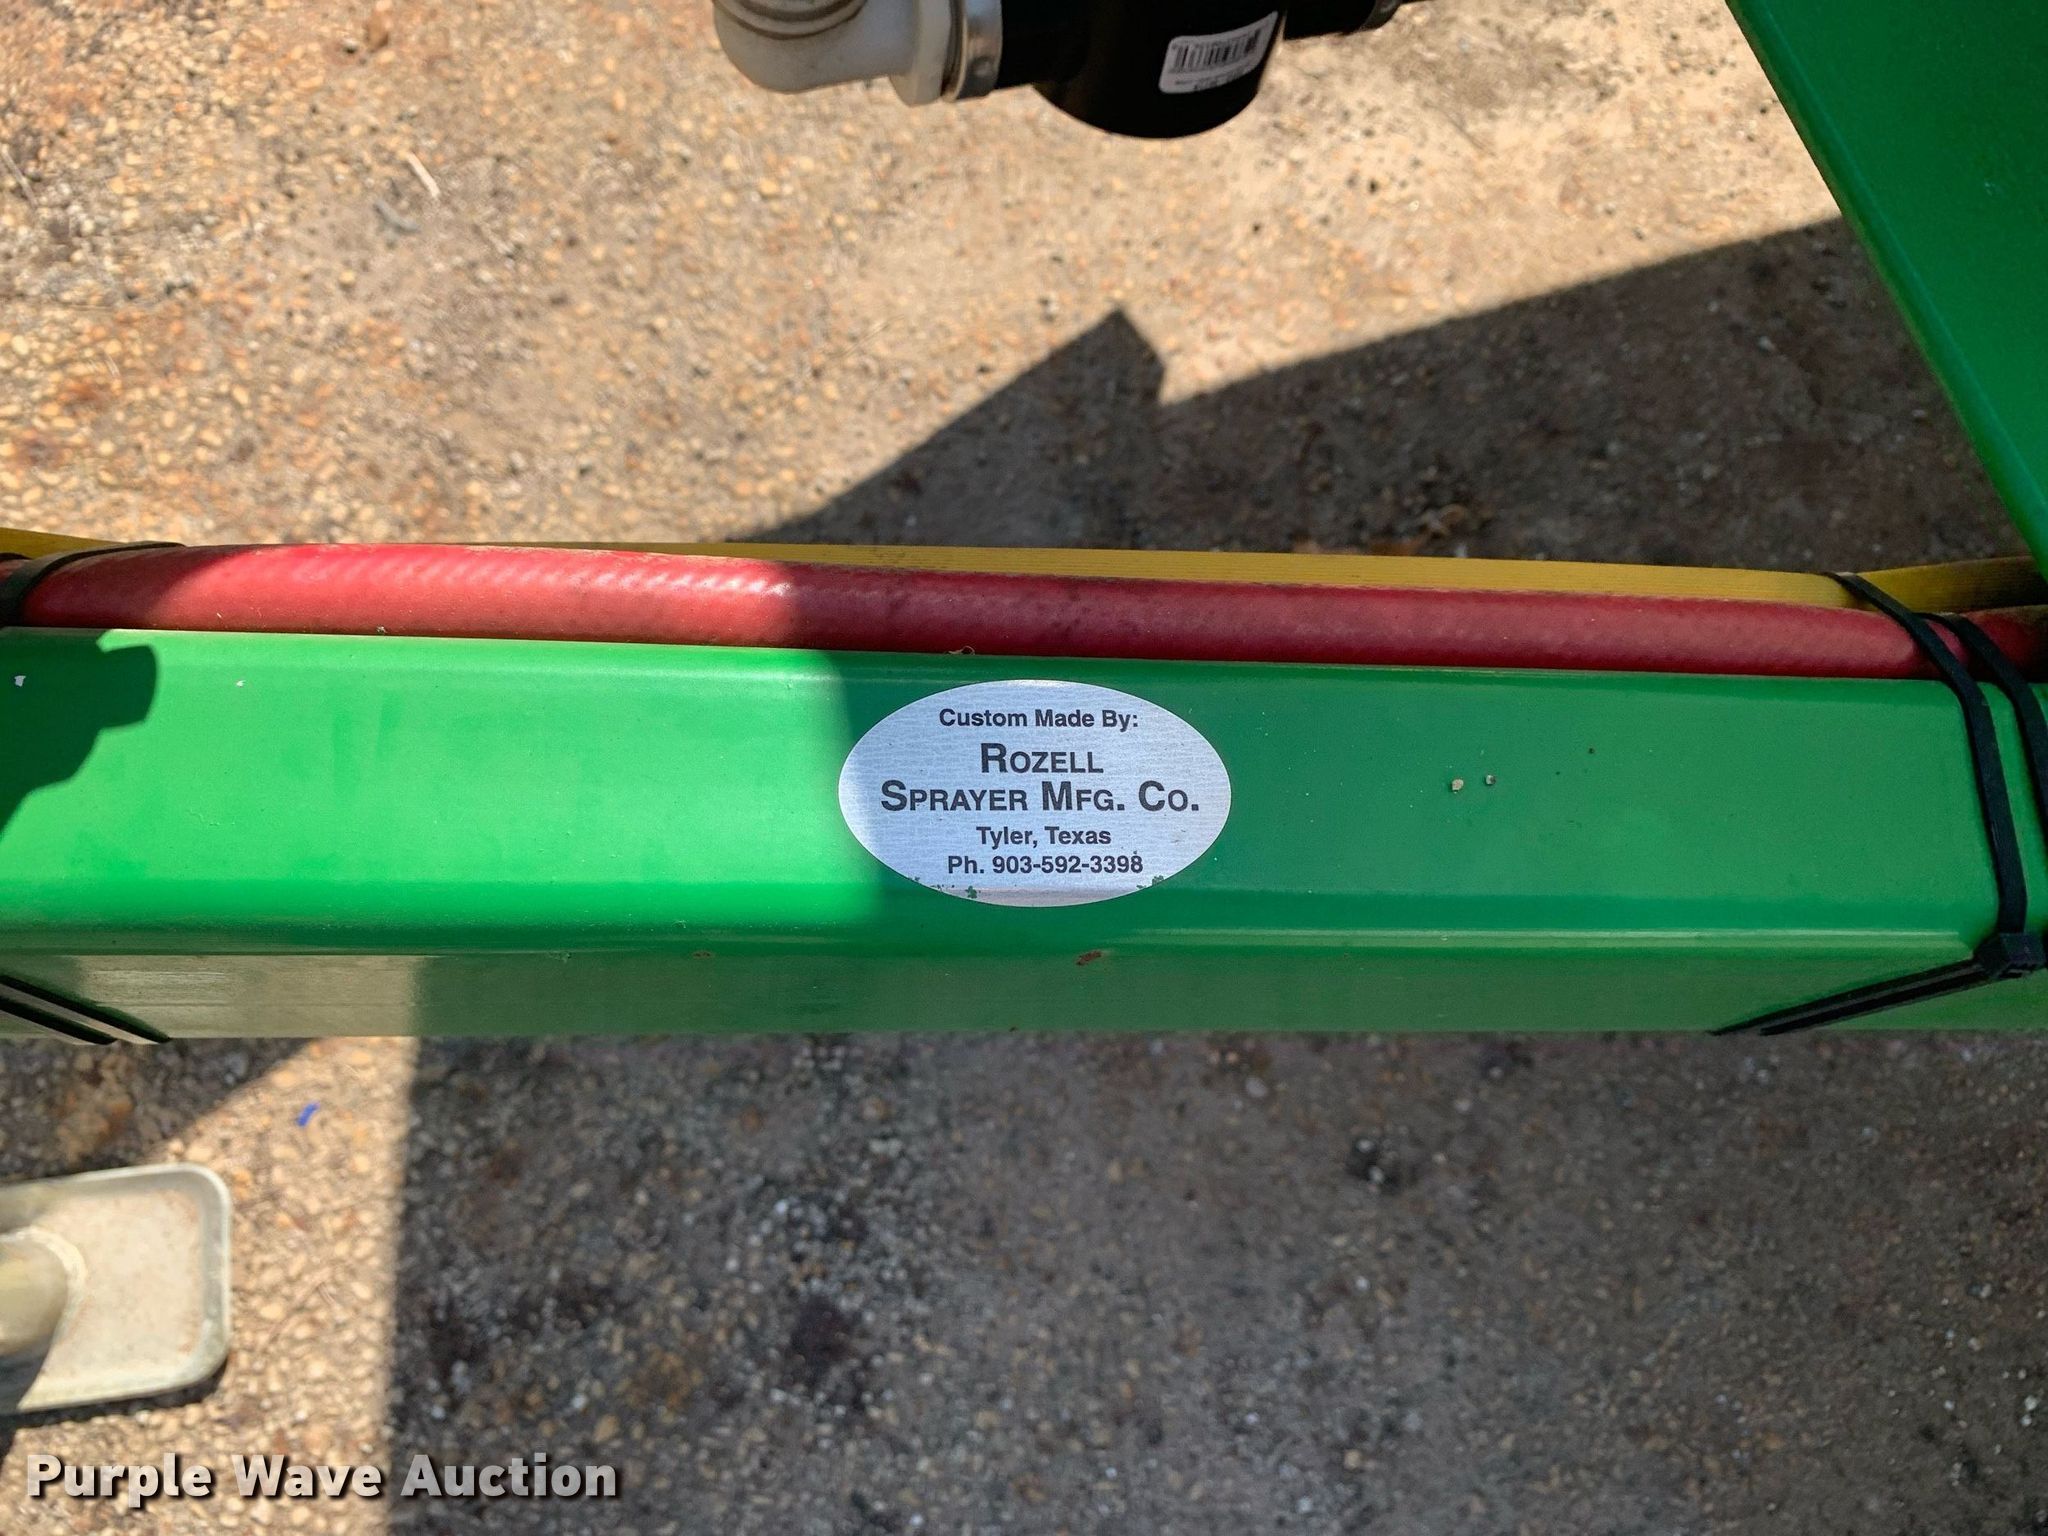 Custom Made By:
ROZELL
SPRAYER MFG. CO.
Tyler, Texas
Ph. 903-592-3398
Purple Wave Auction